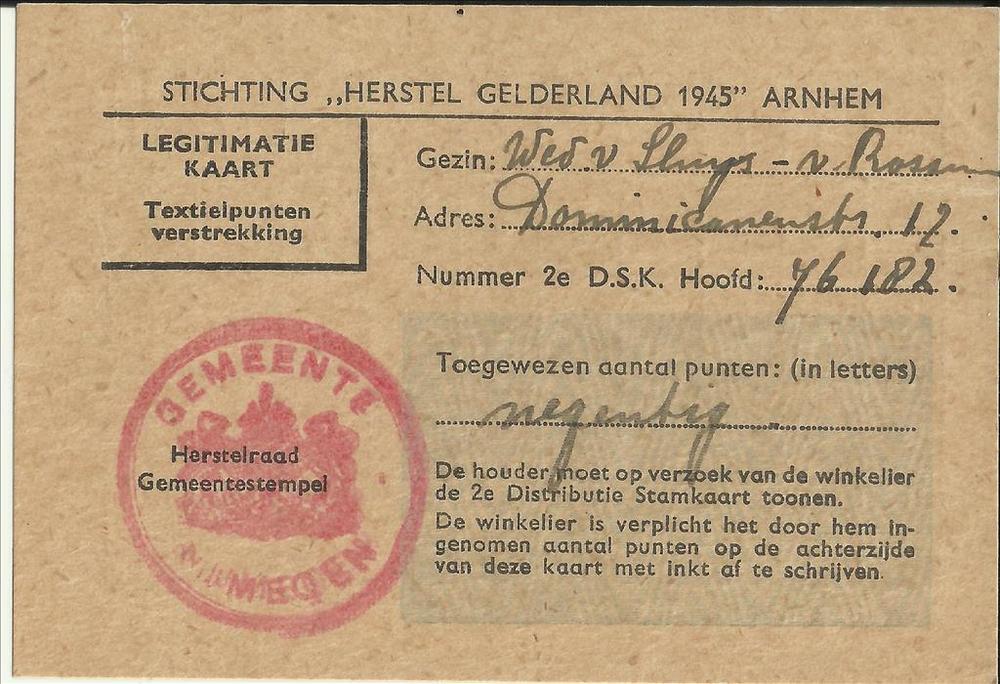 STICHTING „HERSTEL GELDERLAND 1945” ARNHEM
LEGITIMATIE
KAART
Textielpunten
verstrekking
Gezin: Wed. v Sluys - v. Rossum
Adres: Dominicanenstr. 12.
Nummer 2e D.S.K. Hoofd: 76182.
GEMEENTE
Herstelraad
Gemeentestempel
NIJMEGEN
Toegewezen aantal punten: (in letters)
negentig
De houder moet op verzoek van de winkelier
de 2e Distributie Stamkaart toonen.
De winkelier is verplicht het door hem in-
genomen aantal punten op de achterzijde
van deze kaart met inkt af te schrijven.